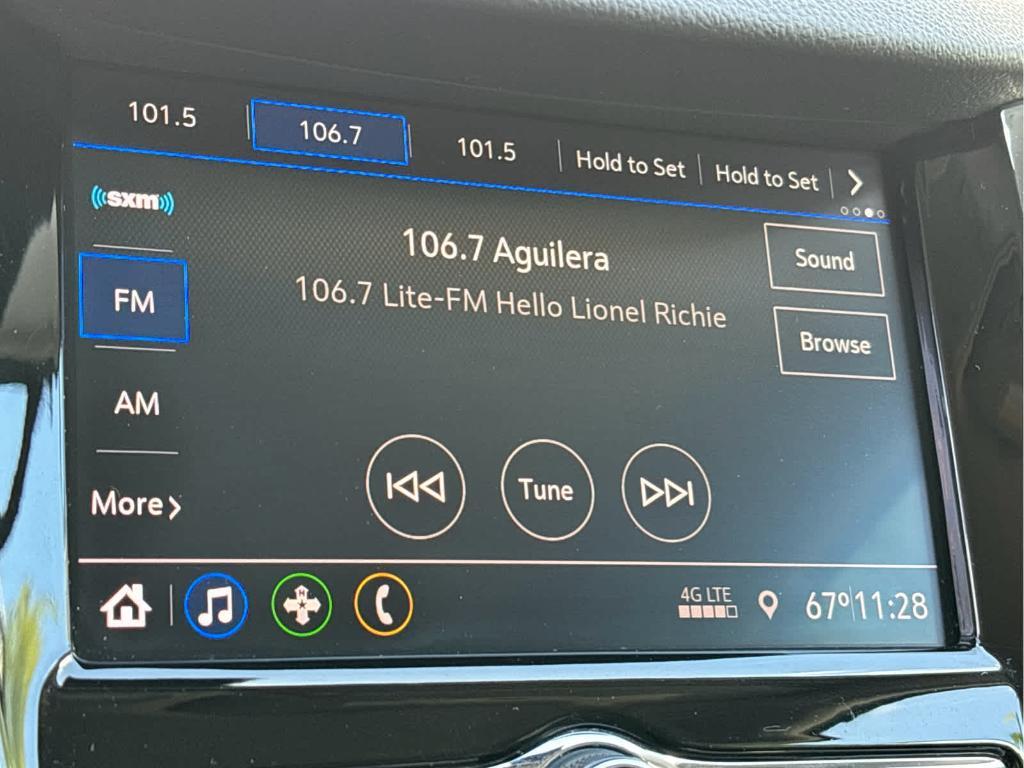 101.5
106.7
101.5
Hold to Set
Hold to Set
sxm
106.7 Aguilera
Sound
FM
106.7 Lite-FM Hello Lionel Richie
Browse
AM
More
Tune
4G LTE
67° 11:28